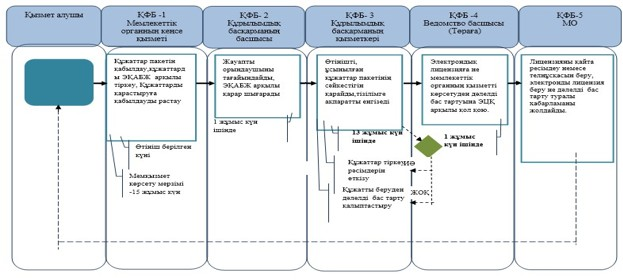 Қызмет алушы
ҚФБ -1
Мемлекеттік
органның кеңсе
қызметі
ҚФБ- 2
Құрылымдық
басқарманың
басшысы
ҚФБ- 3
Құрылымдық
басқарманың
қызметкері
ҚФБ -4
Ведомство басшысы
(Төраға)
ҚФБ-5
МО
Құжаттар пакетін
қабылдау,құжаттард
ы ЭҚАБЖ арқылы
тіркеу, Құжаттарды
қарастыруға
қабылдауды растау
Өтініш берілген
күні
Мемқызмет
көрсету мерзімі
-15 жұмыс күн
Жауапты
орындаушыны
тағайындайды,
ЭҚАБЖ арқылы
қарар шығарады
1 жұмыс күн
ішінде
Өтінішті,
ұсынылған
құжаттар пакетінің
сәйкестігін
қарайды,тізілімге
ақпаратты енгізеді
13 жұмыс күн
ішінде
Құжаттар тіркеу
рәсімдерін
өткізу
Құжатты беруден
дәлелді бас тарту
қалыптастыру
Электрондық
лицензияға не
мемлекеттік
органның қызметті
көрсетуден дәлелді
бас тартуына ЭЦҚ
арқылы қол қою.
1 жұмыс
күн ішінде
ЖОҚ
Лицензияны қайта
ресімдеу немесе
телнұсқасын беру,
электронды лицензия
беру не дәлелді бас
тарту туралы
хабарламаны
жолдайды.